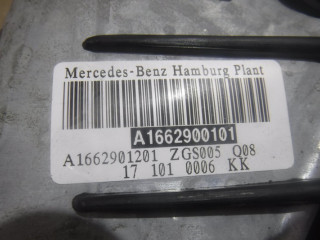 Mercedes-Benz Hamburg Plant
A1662900101
A1662901201 ZGS005 Q08
17 101 0006 KK